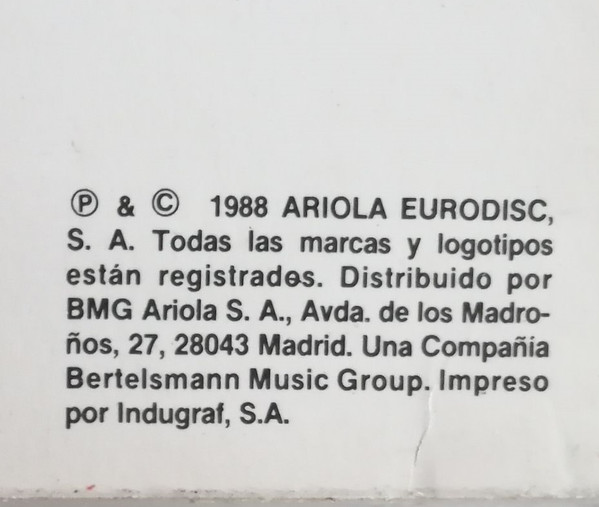 Ⓟ & © 1988 ARIOLA EURODISC,
S. A. Todas las marcas y logotipos
están registrados. Distribuido por
BMG Ariola S. A., Avda. de los Madro-
ños, 27, 28043 Madrid. Una Compañía
Bertelsmann Music Group. Impreso
por Indugraf, S.A.